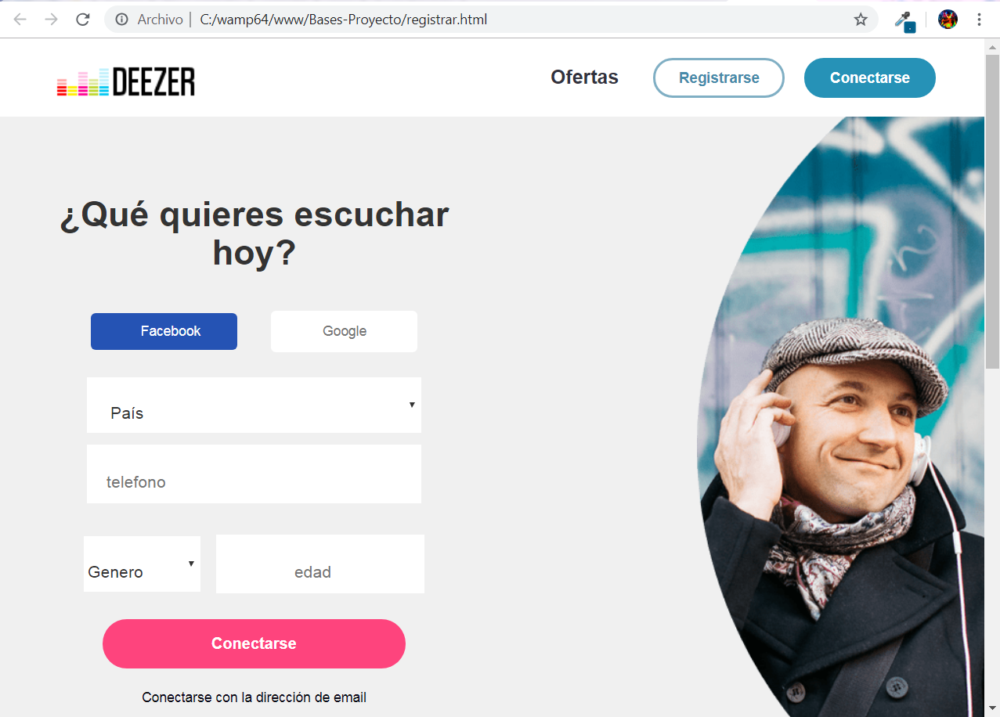 Archivo | C:/wamp64/www/Bases-Proyecto/registrar.html
DEEZER
Ofertas
Registrarse
Conectarse
¿Qué quieres escuchar
hoy?
Facebook
Google
País
telefono
Genero
edad
Conectarse
Conectarse con la dirección de email